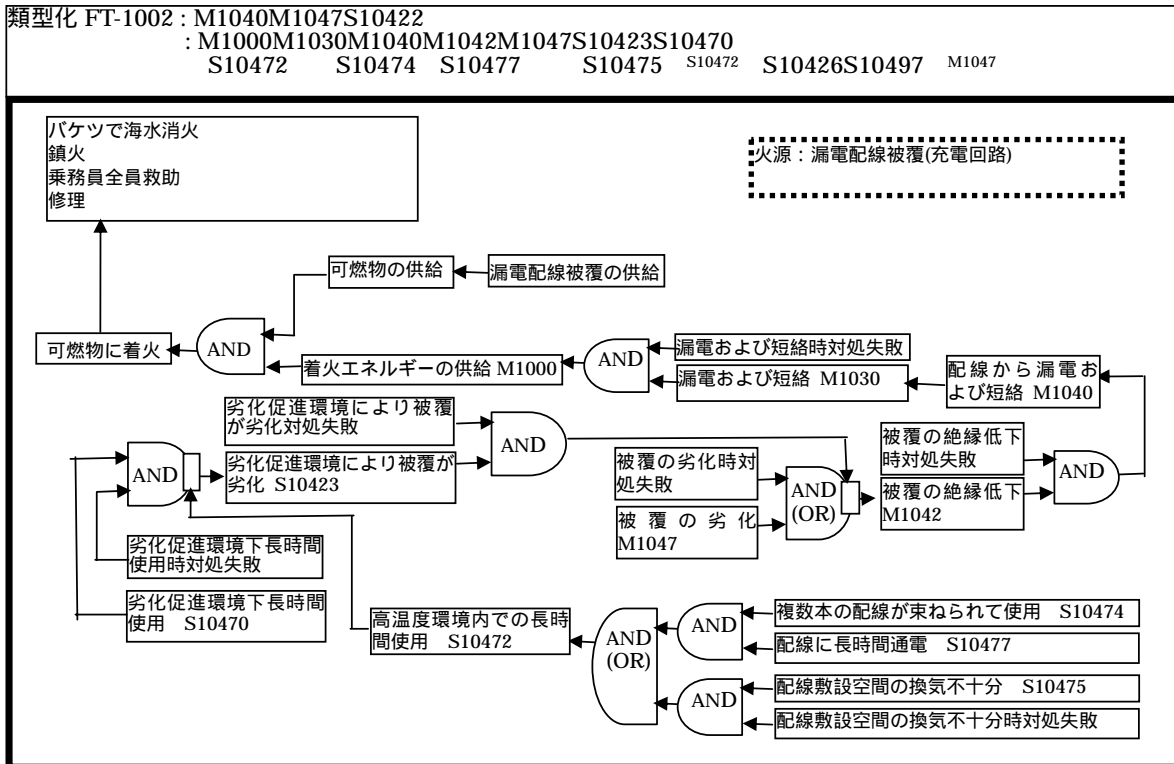 類型化 FT-1002 : M1040M1047S10422
: M1000M1030M1040M1042M1047S10423S10470
S10472 S10474 S10477 S10475 S10472 S10426S10497 M1047
バケツで海水消火
鎮火
乗務員全員救助
修理
火源：漏電配線被覆(充電回路)
可燃物の供給
漏電配線被覆の供給
可燃物に着火
AND
着火エネルギーの供給 M1000
AND
漏電および短絡時対処失敗
漏電および短絡 M1030
配線から漏電お
よび短絡 M1040
劣化促進環境により被覆
が劣化対処失敗
AND
劣化促進環境により被覆が
劣化 S10423
AND
被覆の劣化時対
処失敗
被覆の劣化
M1047
AND
(OR)
被覆の絶縁低下
時対処失敗
被覆の絶縁低下
M1042
AND
劣化促進環境下長時間
使用時対処失敗
劣化促進環境下長時間
使用 S10470
高温度環境内での長時
間使用 S10472
AND
(OR)
AND
複数本の配線が束ねられて使用 S10474
配線に長時間通電 S10477
AND
配線敷設空間の換気不十分 S10475
配線敷設空間の換気不十分時対処失敗